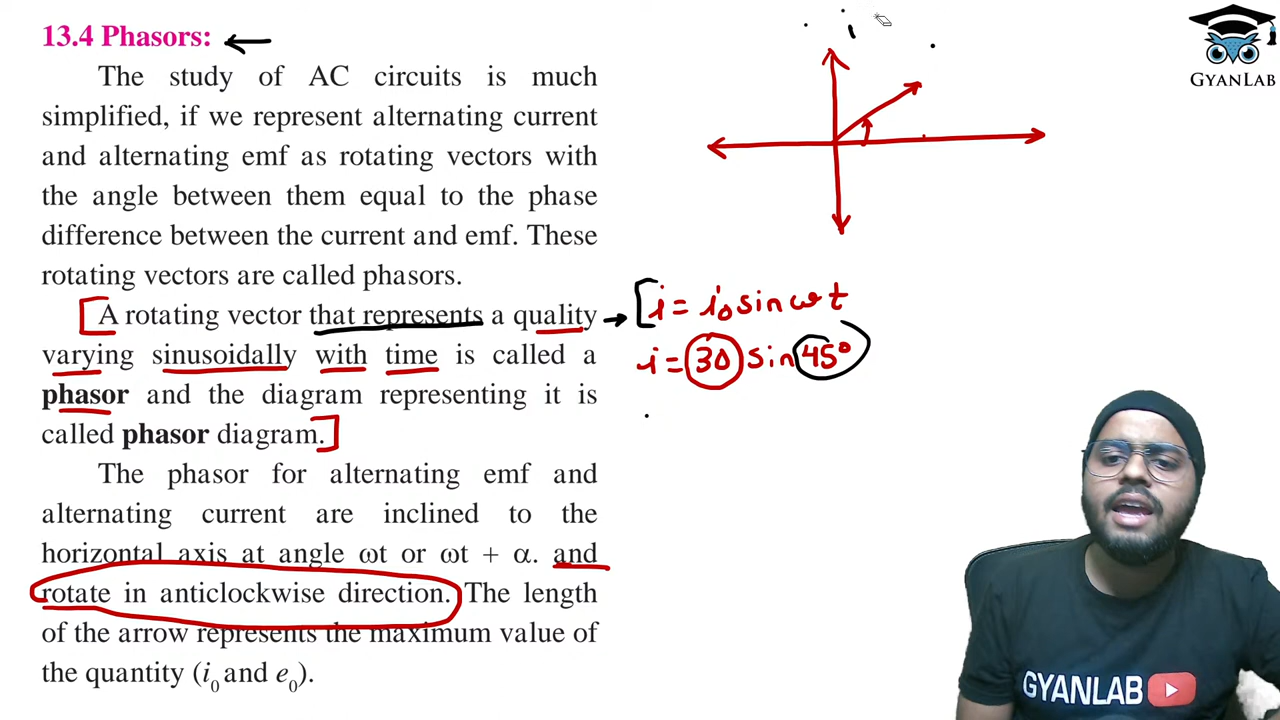 13.4 Phasors:
The study of AC circuits is much
simplified, if we represent alternating current
and alternating emf as rotating vectors with
the angle between them equal to the phase
difference between the current and emf. These
rotating vectors are called phasors.
A rotating vector that represents a quality
varying sinusoidally with time is called a
phasor and the diagram representing it is
called phasor diagram.
The phasor for alternating emf and
alternating current are inclined to the
horizontal axis at angle ωt or ωt + α. and
rotate in anticlockwise direction. The length
of the arrow represents the maximum value of
the quantity (i₀ and e₀).
i = i₀ sin ωt
i = 30 sin 45°
GYANLAB
GYANLAB